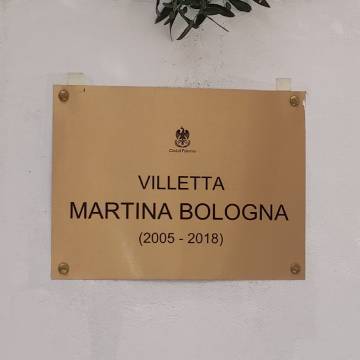 Città di Palermo
VILLETTA
MARTINA BOLOGNA
(2005 - 2018)